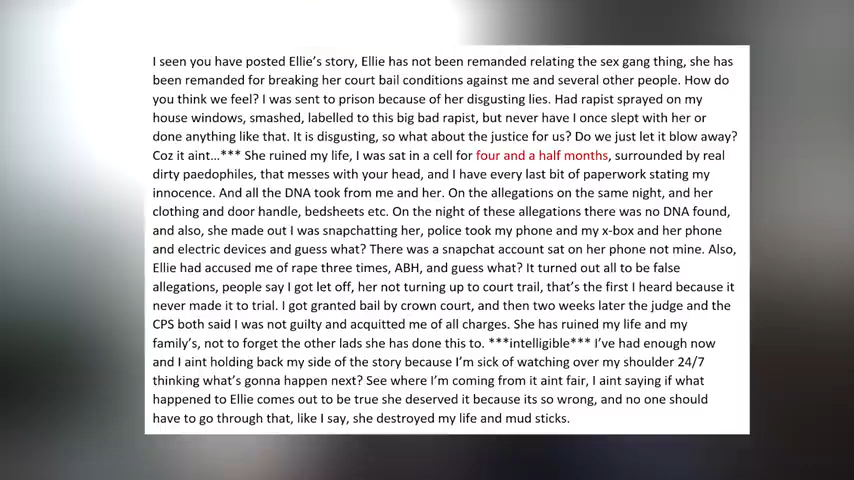 I seen you have posted Ellie's story, Ellie has not been remanded relating the sex gang thing, she has
been remanded for breaking her court bail conditions against me and several other people. How do
you think we feel? I was sent to prison because of her disgusting lies. Had rapist sprayed on my
house windows, smashed, labelled to this big bad rapist, but never have I once slept with her or
done anything like that. It is disgusting, so what about the justice for us? Do we just let it blow away?
Coz it aint...*** She ruined my life, I was sat in a cell for four and a half months, surrounded by real
dirty paedophiles, that messes with your head, and I have every last bit of paperwork stating my
innocence. And all the DNA took from me and her. On the allegations on the same night, and her
clothing and door handle, bedsheets etc. On the night of these allegations there was no DNA found,
and also, she made out I was snapchatting her, police took my phone and my x-box and her phone
and electric devices and guess what? There was a snapchat account sat on her phone not mine. Also,
Ellie had accused me of rape three times, ABH, and guess what? It turned out all to be false
allegations, people say I got let off, her not turning up to court trail, that's the first I heard because it
never made it to trial. I got granted bail by crown court, and then two weeks later the judge and the
CPS both said I was not guilty and acquitted me of all charges. She has ruined my life and my
family's, not to forget the other lads she has done this to. ***intelligible*** I've had enough now
and I aint holding back my side of the story because I'm sick of watching over my shoulder 24/7
thinking what's gonna happen next? See where I'm coming from it aint fair, I aint saying if what
happened to Ellie comes out to be true she deserved it because its so wrong, and no one should
have to go through that, like I say, she destroyed my life and mud sticks.